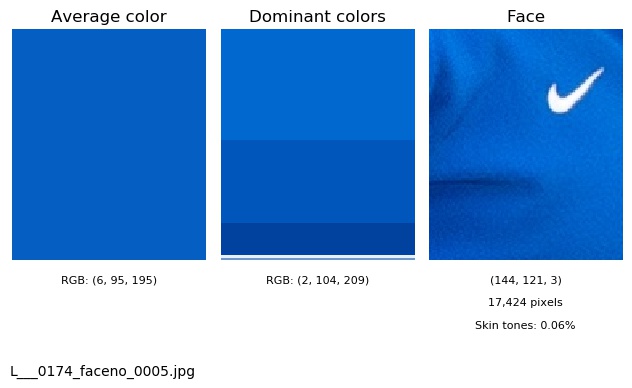 Average color
Dominant colors
Face
RGB: (6, 95, 195)
RGB: (2, 104, 209)
(144, 121, 3)
17,424 pixels
Skin tones: 0.06%
L___0174_faceno_0005.jpg